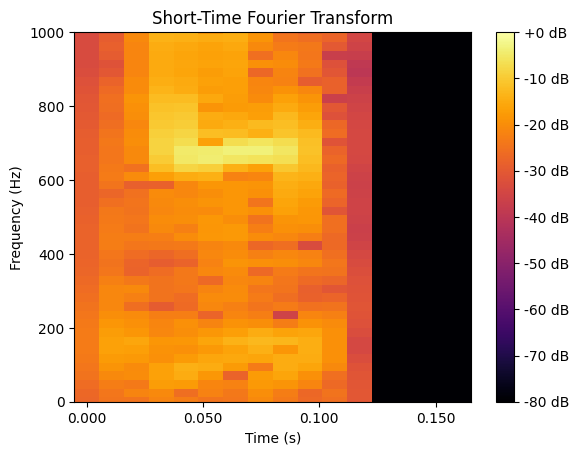 Short-Time Fourier Transform
1000
800
600
400
200
0
Frequency (Hz)
0.000
0.050
0.100
0.150
Time (s)
+0 dB
-10 dB
-20 dB
-30 dB
-40 dB
-50 dB
-60 dB
-70 dB
-80 dB